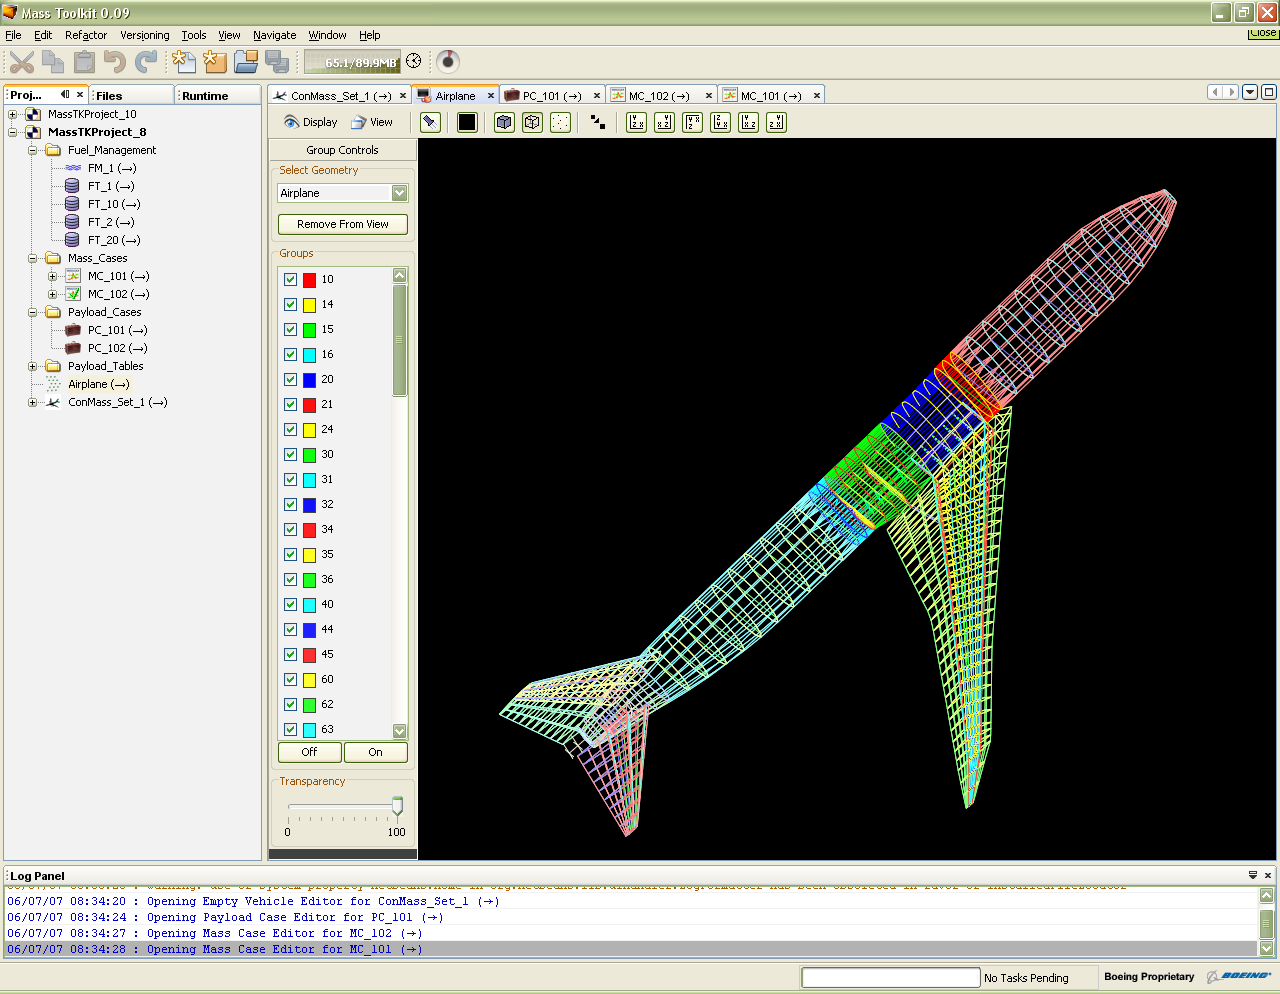 Mass Toolkit 0.09
Close
File Edit Refactor Versioning Tools View Navigate Window Help
65.1/89.9MB
Proj... Files Runtime
ConMass_Set_1 (→) Airplane PC_101 (→) MC_102 (→) MC_101 (→)
Display View
MassTKProject_10
MassTKProject_8
Fuel_Management
FM_1 (→)
FT_1 (→)
FT_10 (→)
FT_2 (→)
FT_20 (→)
Mass_Cases
MC_101 (→)
MC_102 (→)
Payload_Cases
PC_101 (→)
PC_102 (→)
Payload_Tables
Airplane (→)
ConMass_Set_1 (→)
Group Controls
Select Geometry
Airplane
Remove From View
Groups
10
14
15
16
20
21
24
30
31
32
34
35
36
40
44
45
60
62
63
Off On
Transparency
0 100
Log Panel
06/07/07 08:34:20 : Opening Empty Vehicle Editor for ConMass_Set_1 (→)
06/07/07 08:34:24 : Opening Payload Case Editor for PC_101 (→)
06/07/07 08:34:27 : Opening Mass Case Editor for MC_102 (→)
06/07/07 08:34:28 : Opening Mass Case Editor for MC_101 (→)
No Tasks Pending Boeing Proprietary BOEING